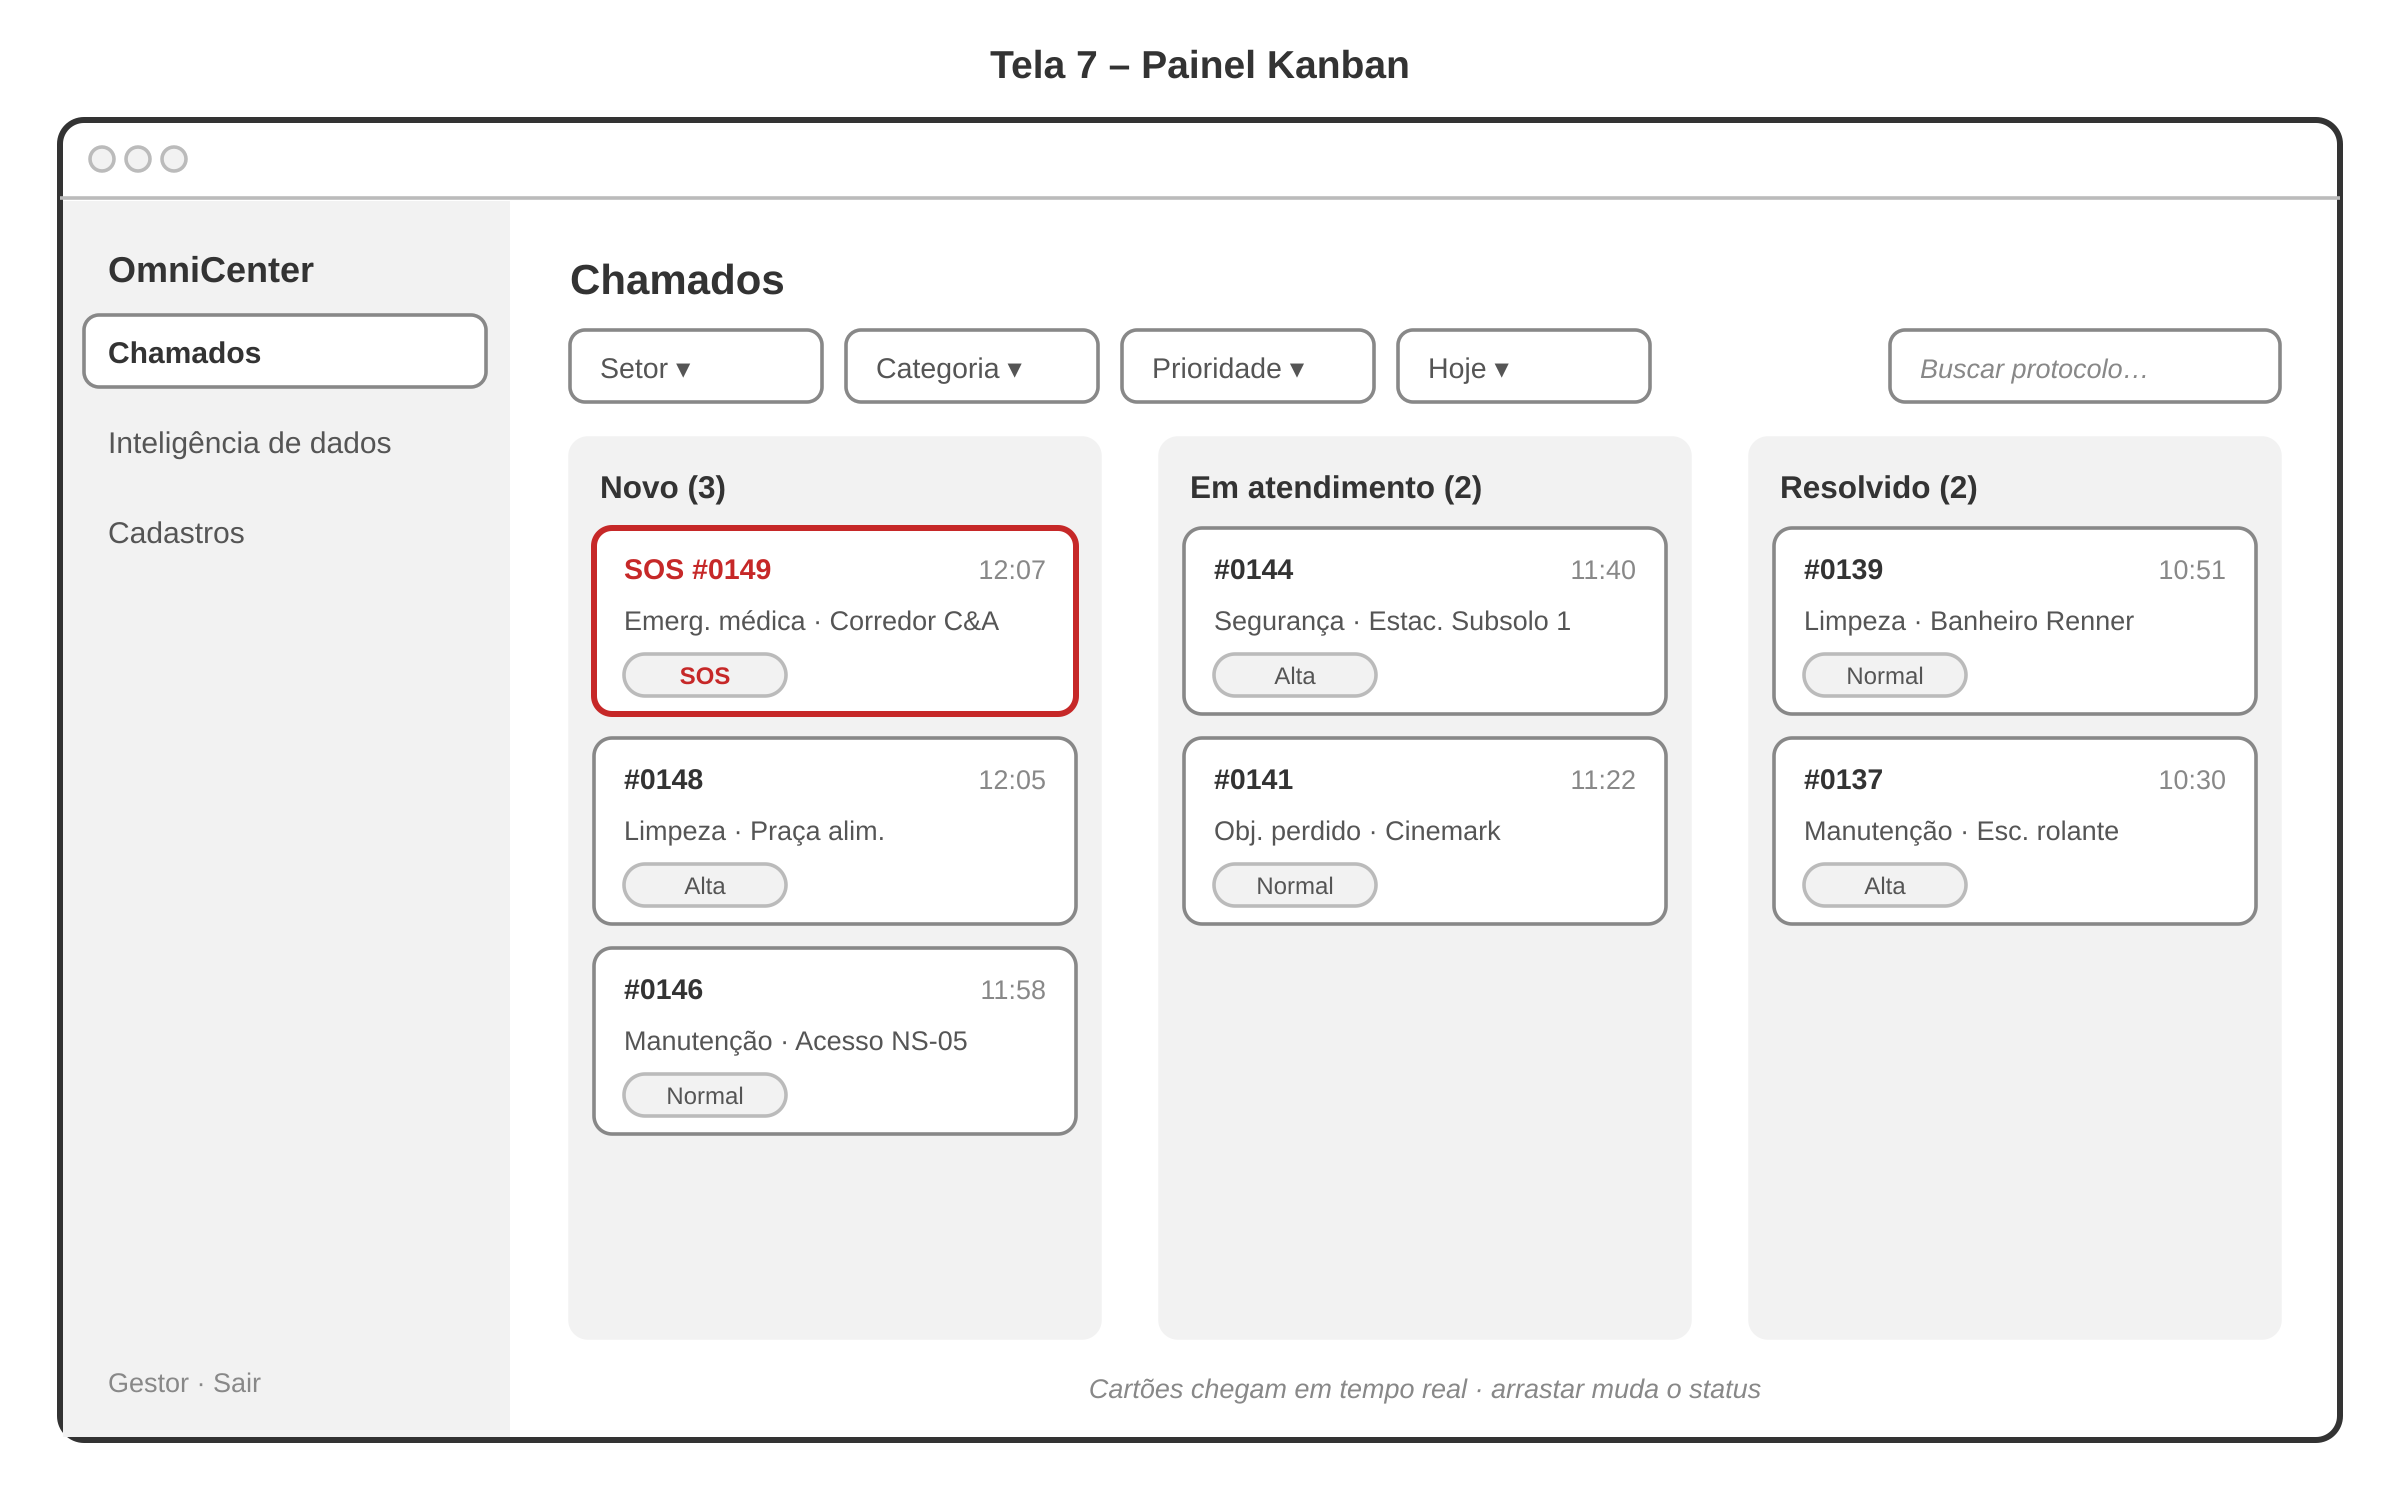 Tela 7 – Painel Kanban
OmniCenter
Chamados
Inteligência de dados
Cadastros
Gestor · Sair
Chamados
Setor ▾
Categoria ▾
Prioridade ▾
Hoje ▾
Buscar protocolo…
Novo (3)
SOS #0149 12:07
Emerg. médica · Corredor C&A
SOS
#0148 12:05
Limpeza · Praça alim.
Alta
#0146 11:58
Manutenção · Acesso NS-05
Normal
Em atendimento (2)
#0144 11:40
Segurança · Estac. Subsolo 1
Alta
#0141 11:22
Obj. perdido · Cinemark
Normal
Resolvido (2)
#0139 10:51
Limpeza · Banheiro Renner
Normal
#0137 10:30
Manutenção · Esc. rolante
Alta
Cartões chegam em tempo real · arrastar muda o status